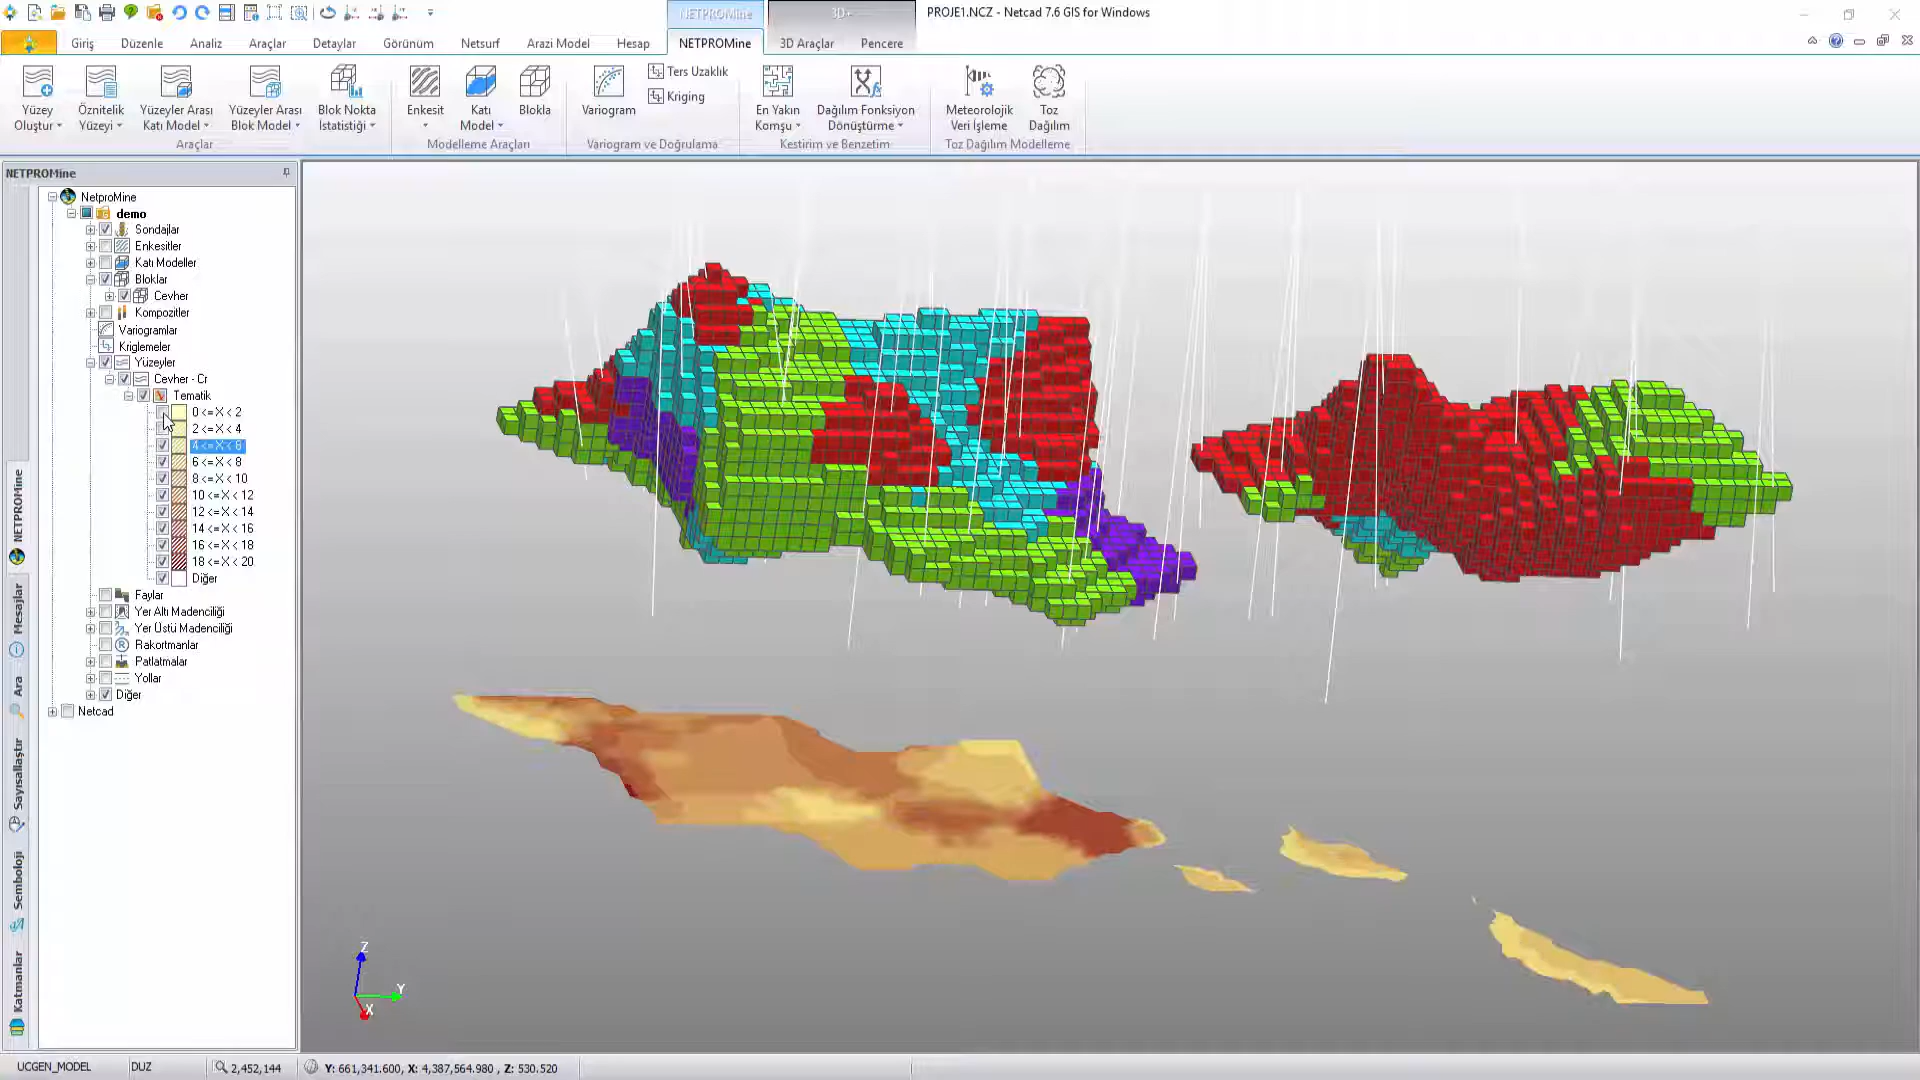 NETPROMine
3D+
PROJE1.NCZ - Netcad 7.6 GIS for Windows
Giriş
Düzenle
Analiz
Araçlar
Detaylar
Görünüm
Netsurf
Arazi Model
Hesap
NETPROMine
3D Araçlar
Pencere
Yüzey
Oluştur
Öznitelik
Yüzeyi
Yüzeyler Arası
Katı Model
Yüzeyler Arası
Blok Model
Blok Nokta
İstatistiği
Araçlar
Enkesit
Katı
Model
Blokla
Modelleme Araçları
Variogram
Ters Uzaklık
Kriging
Variogram ve Doğrulama
En Yakın
Komşu
Dağılım Fonksiyon
Dönüştürme
Kestirim ve Benzetim
Meteorolojik
Veri İşleme
Toz
Dağılım
Toz Dağılım Modelleme
NETPROMine
NetproMine
demo
Sondajlar
Enkesitler
Katı Modeller
Bloklar
Cevher
Kompozitler
Variogramlar
Kriglemeler
Yüzeyler
Cevher - Cr
Tematik
0 <=X < 2
2 <=X < 4
4 <=X < 6
6 <=X < 8
8 <=X < 10
10 <=X < 12
12 <=X < 14
14 <=X < 16
16 <=X < 18
18 <=X < 20
Diğer
Faylar
Yer Altı Madenciliği
Yer Üstü Madenciliği
Rakortmanlar
Patlatmalar
Yollar
Diğer
Netcad
NETPROMine
Mesajlar
Ara
Sayısallaştır
Semboloji
Katmanlar
Z
Y
X
UCGEN_MODEL
DUZ
2,452,144
Y: 661,341.600, X: 4,387,564.980 , Z: 530.520